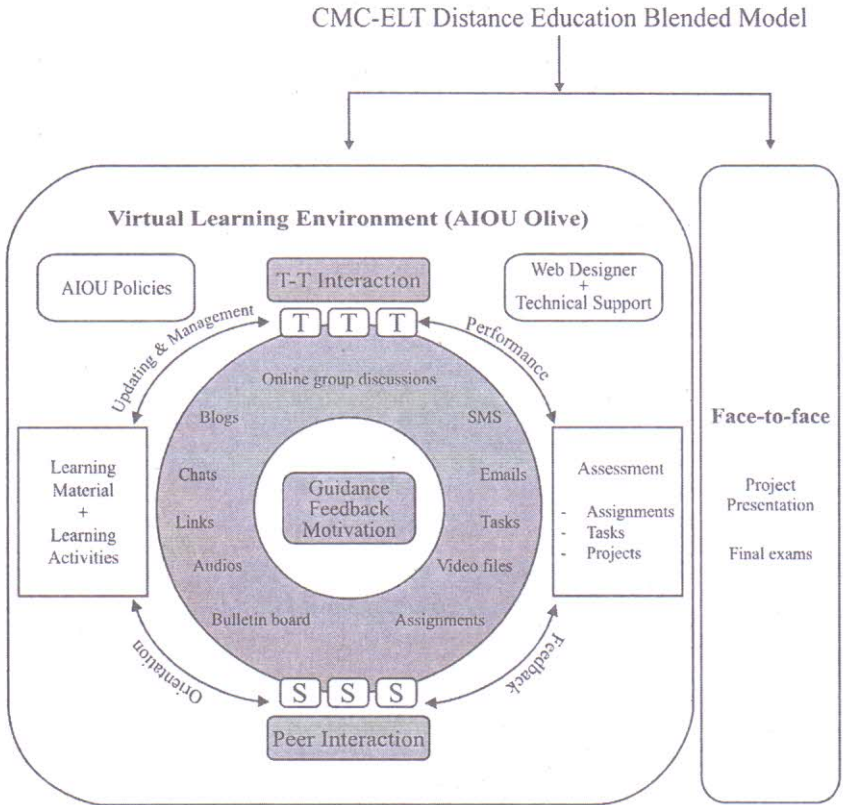 CMC-ELT Distance Education Blended Model
Virtual Learning Environment (AIOU Olive)
AIOU Policies
T-T Interaction
Web Designer
+
Technical Support
T T T
Updating & Management
Performance
Online group discussions
Blogs
SMS
Chats
Emails
Links
Tasks
Audios
Video files
Bulletin board
Assignments
Guidance
Feedback
Motivation
Learning
Material
+
Learning
Activities
Assessment
- Assignments
- Tasks
- Projects
Orientation
Feedback
S S S
Peer Interaction
Face-to-face
Project
Presentation
Final exams